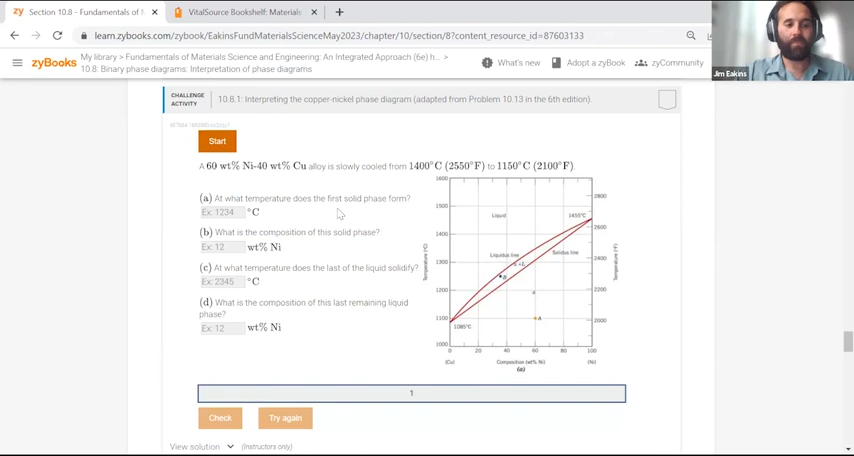 zy Section 10.8 - Fundamentals of M
VitalSource Bookshelf: Materials
learn.zybooks.com/zybook/EakinsFundMaterialsScienceMay2023/chapter/10/section/8?content_resource_id=87603133
zyBooks
My library > Fundamentals of Materials Science and Engineering: An Integrated Approach (6e) h... >
10.8: Binary phase diagrams: Interpretation of phase diagrams
What's new
Adopt a zyBook
zyCommunity
Jim Eakins
CHALLENGE
ACTIVITY
10.8.1: Interpreting the copper-nickel phase diagram (adapted from Problem 10.13 in the 6th edition).
Start
A 60 wt% Ni-40 wt% Cu alloy is slowly cooled from 1400°C (2550°F) to 1150°C (2100°F).
(a) At what temperature does the first solid phase form?
Ex: 1234 °C
(b) What is the composition of this solid phase?
Ex: 12 wt% Ni
(c) At what temperature does the last of the liquid solidify?
Ex: 2345 °C
(d) What is the composition of this last remaining liquid
phase?
Ex: 12 wt% Ni
1600
1500
1400
1300
1200
1100
1000
Temperature (°C)
2800
2600
2400
2200
2000
Temperature (°F)
Liquid
1455°C
Liquidus line
Solidus line
α + L
B
α
A
1085°C
0 20 40 60 80 100
(Cu) Composition (wt% Ni) (Ni)
(a)
1
Check
Try again
View solution
(Instructors only)